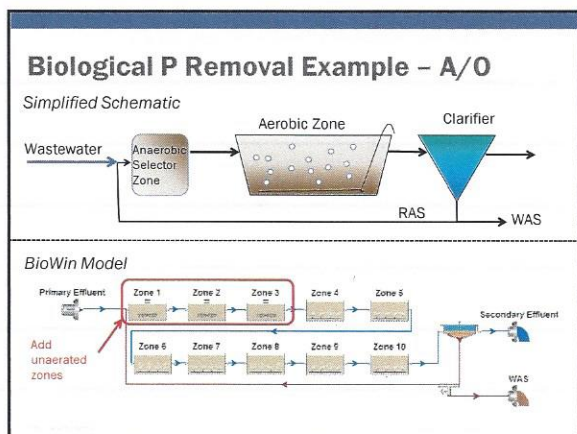 Biological P Removal Example – A/O
Simplified Schematic
Aerobic Zone
Clarifier
Wastewater
Anaerobic
Selector
Zone
RAS
WAS
BioWin Model
Primary Effluent
Zone 1
Zone 2
Zone 3
Zone 4
Zone 5
Secondary Effluent
Add
unaerated
zones
Zone 6
Zone 7
Zone 8
Zone 9
Zone 10
WAS